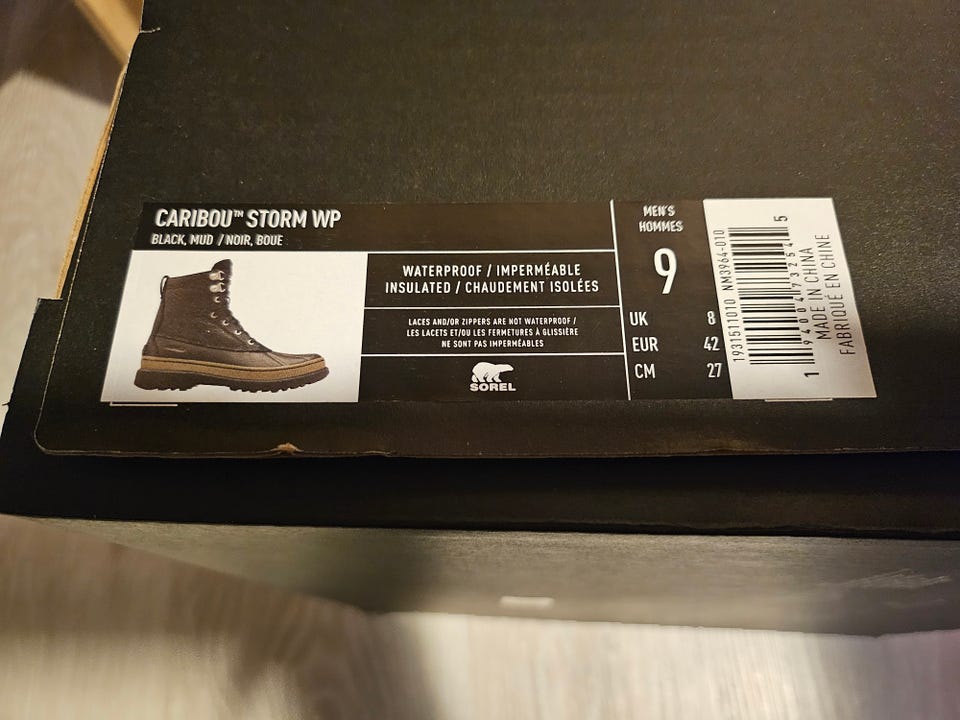 CARIBOU™ STORM WP
BLACK, MUD / NOIR, BOUE
WATERPROOF / IMPERMÉABLE
INSULATED / CHAUDEMENT ISOLÉES
LACES AND/OR ZIPPERS ARE NOT WATERPROOF /
LES LACETS ET/OU LES FERMETURES À GLISSIÈRE
NE SONT PAS IMPERMÉABLES
SOREL
MEN'S
HOMMES
9
UK 8
EUR 42
CM 27
1931511010 NM3964-010
MADE IN CHINA
FABRIQUÉ EN CHINE